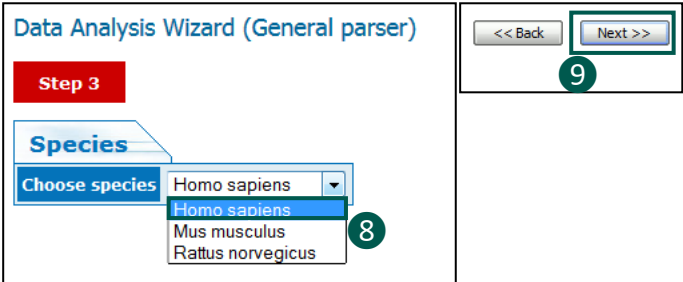 Data Analysis Wizard (General parser)
Step 3
Species
Choose species Homo sapiens
Homo sapiens
Mus musculus
Rattus norvegicus
8
<< Back Next >>
9